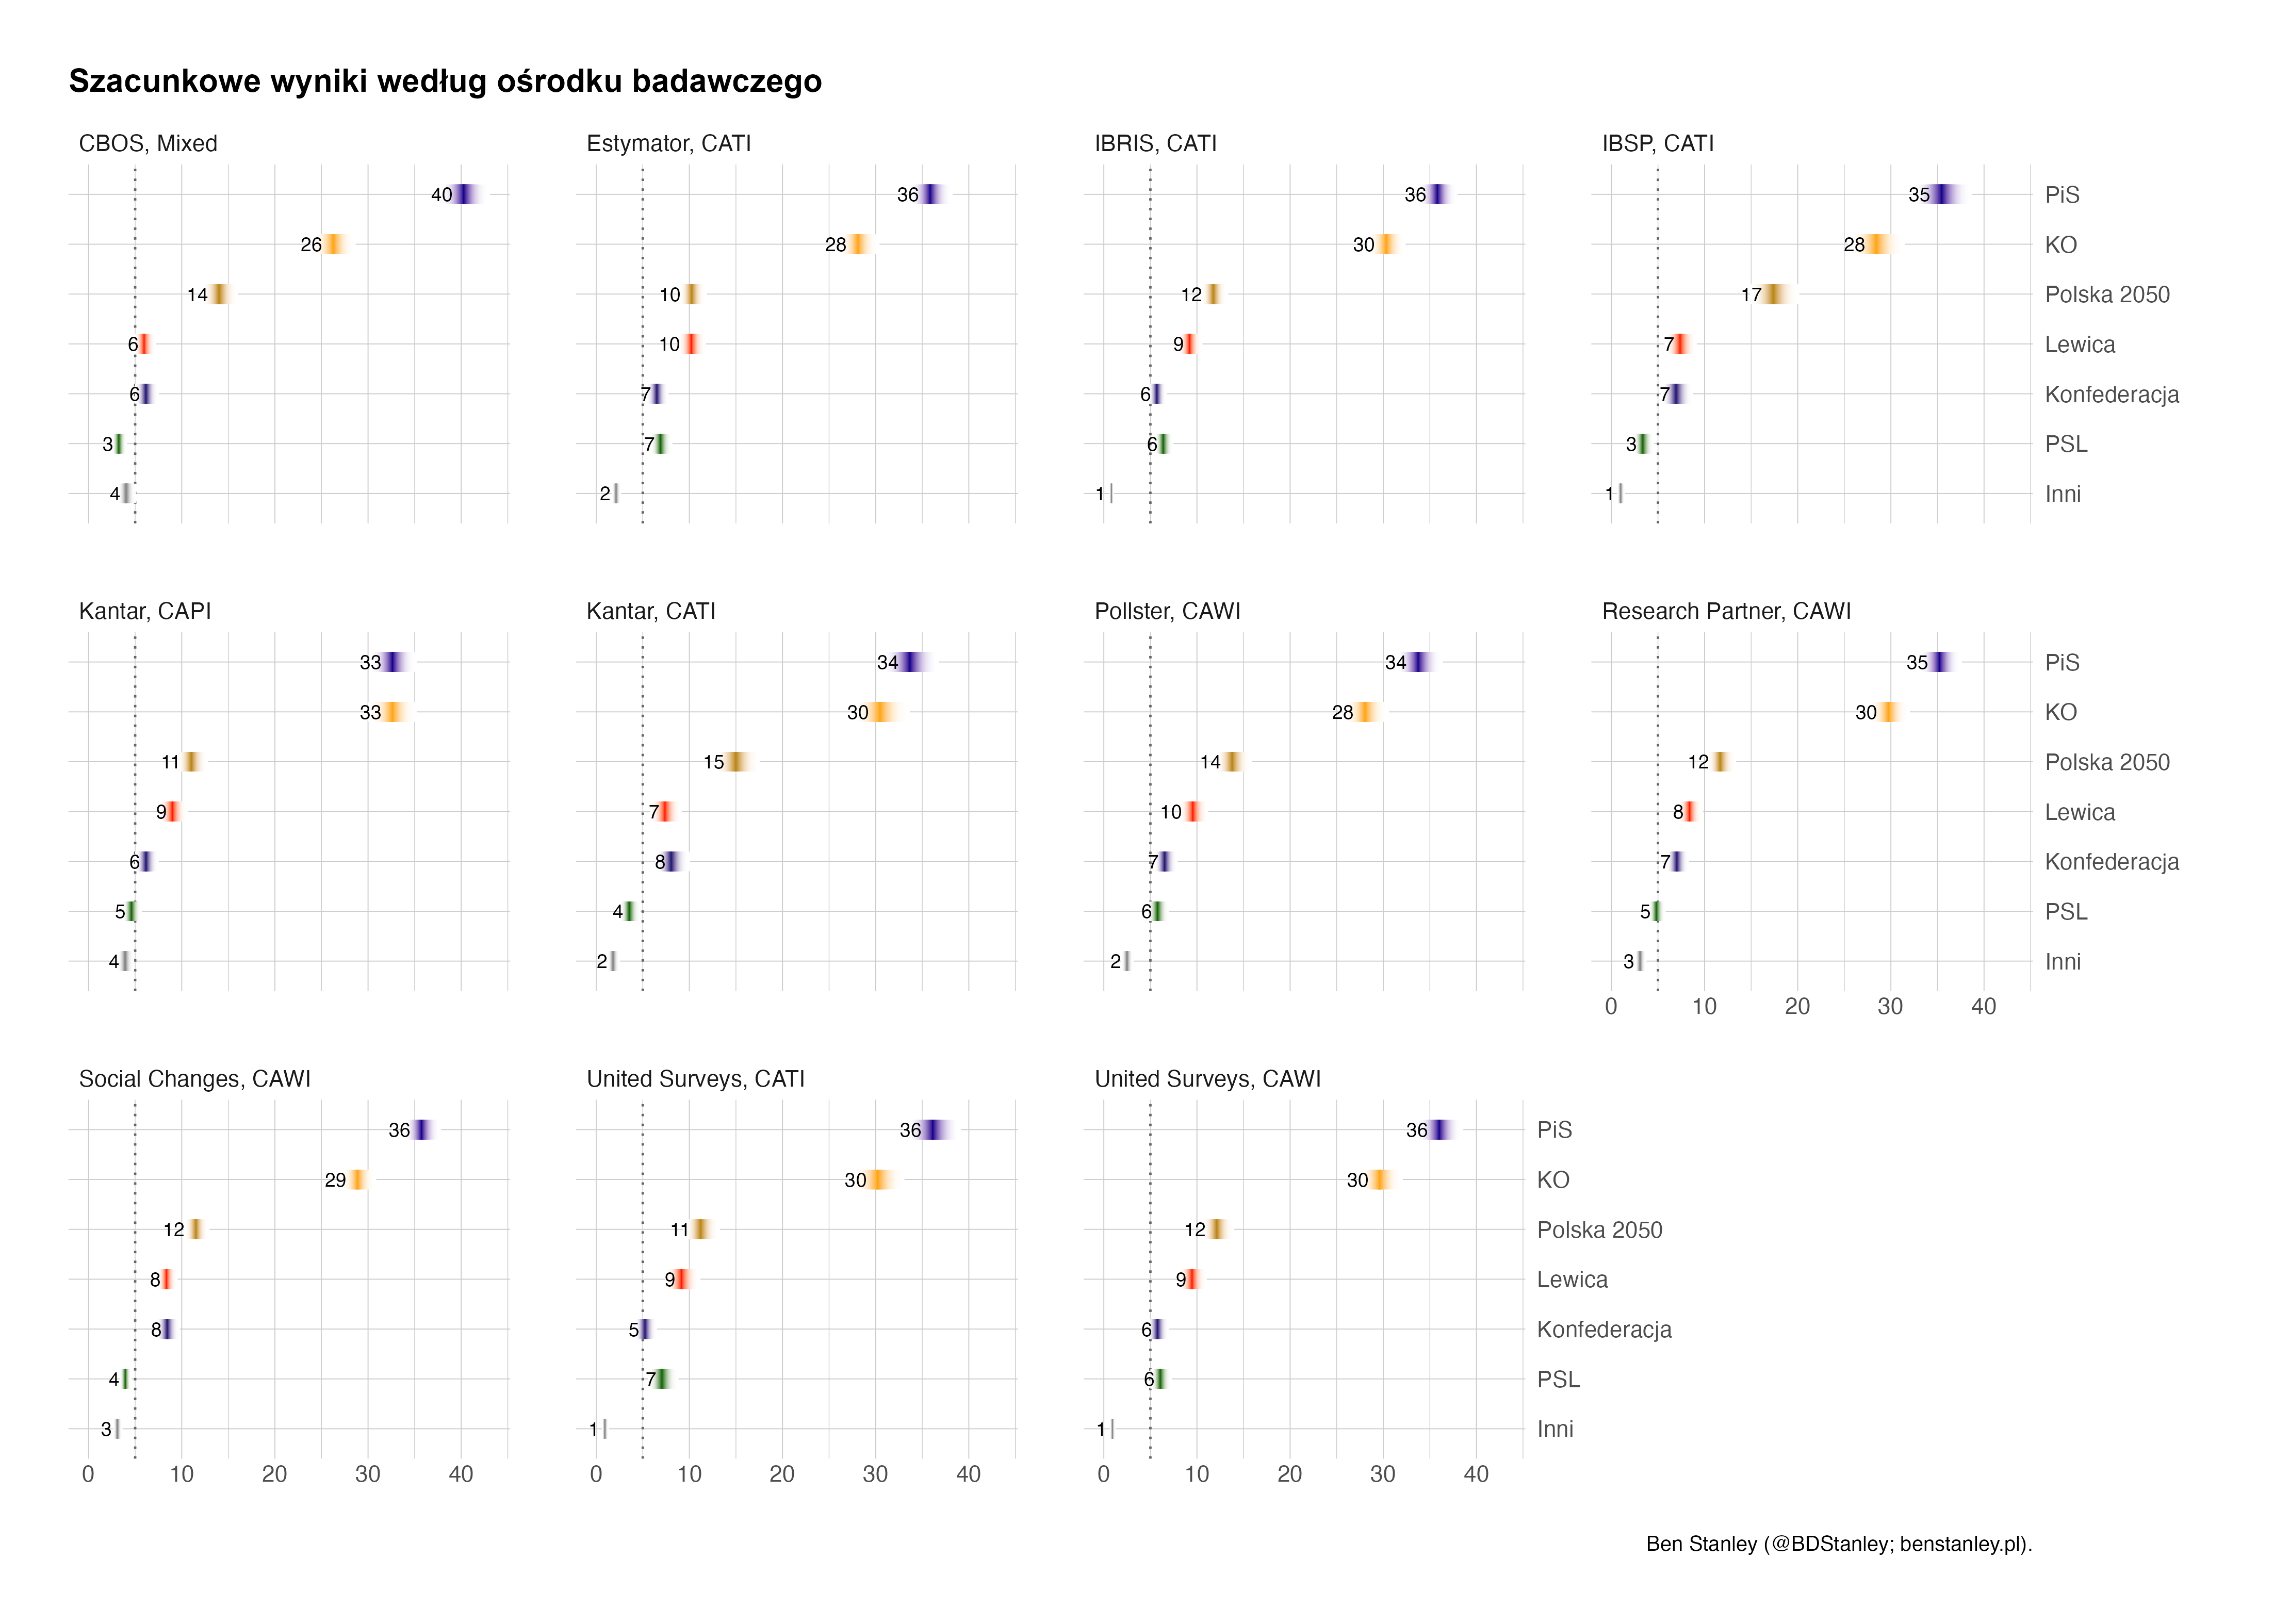 Szacunkowe wyniki według ośrodku badawczego
CBOS, Mixed
40
26
14
6
6
3
4
Estymator, CATI
36
28
10
10
7
7
2
IBRIS, CATI
36
30
12
9
6
6
1
IBSP, CATI
35 PiS
28 KO
17 Polska 2050
7 Lewica
7 Konfederacja
3 PSL
1 Inni
Kantar, CAPI
33
33
11
9
6
5
4
Kantar, CATI
34
30
15
7
8
4
2
Pollster, CAWI
34
28
14
10
7
6
2
Research Partner, CAWI
35 PiS
30 KO
12 Polska 2050
8 Lewica
7 Konfederacja
5 PSL
3 Inni
0 10 20 30 40
Social Changes, CAWI
36
29
12
8
8
4
3
0 10 20 30 40
United Surveys, CATI
36
30
11
9
5
7
1
0 10 20 30 40
United Surveys, CAWI
36 PiS
30 KO
12 Polska 2050
9 Lewica
6 Konfederacja
6 PSL
1 Inni
0 10 20 30 40
Ben Stanley (@BDStanley; benstanley.pl).